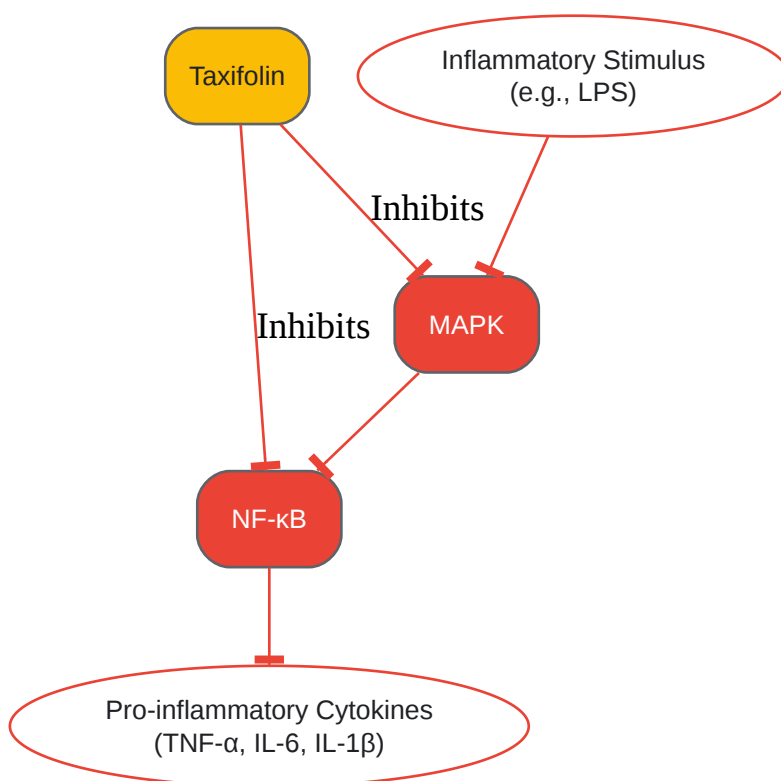 Taxifolin
Inflammatory Stimulus
(e.g., LPS)
Inhibits
Inhibits
MAPK
NF-κB
Pro-inflammatory Cytokines
(TNF-α, IL-6, IL-1β)